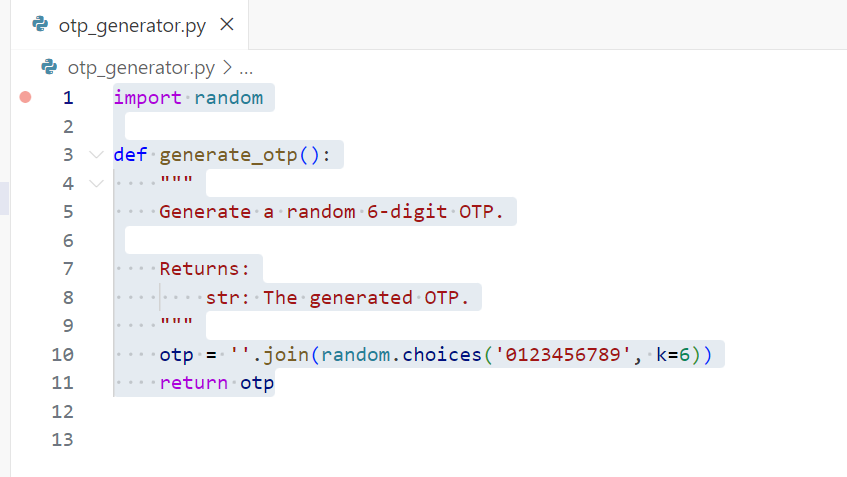 otp_generator.py ×
otp_generator.py > ...
1 import random
2
3 def generate_otp():
4     """
5     Generate a random 6-digit OTP.
6
7     Returns:
8         str: The generated OTP.
9     """
10     otp = ''.join(random.choices('0123456789', k=6))
11     return otp
12
13